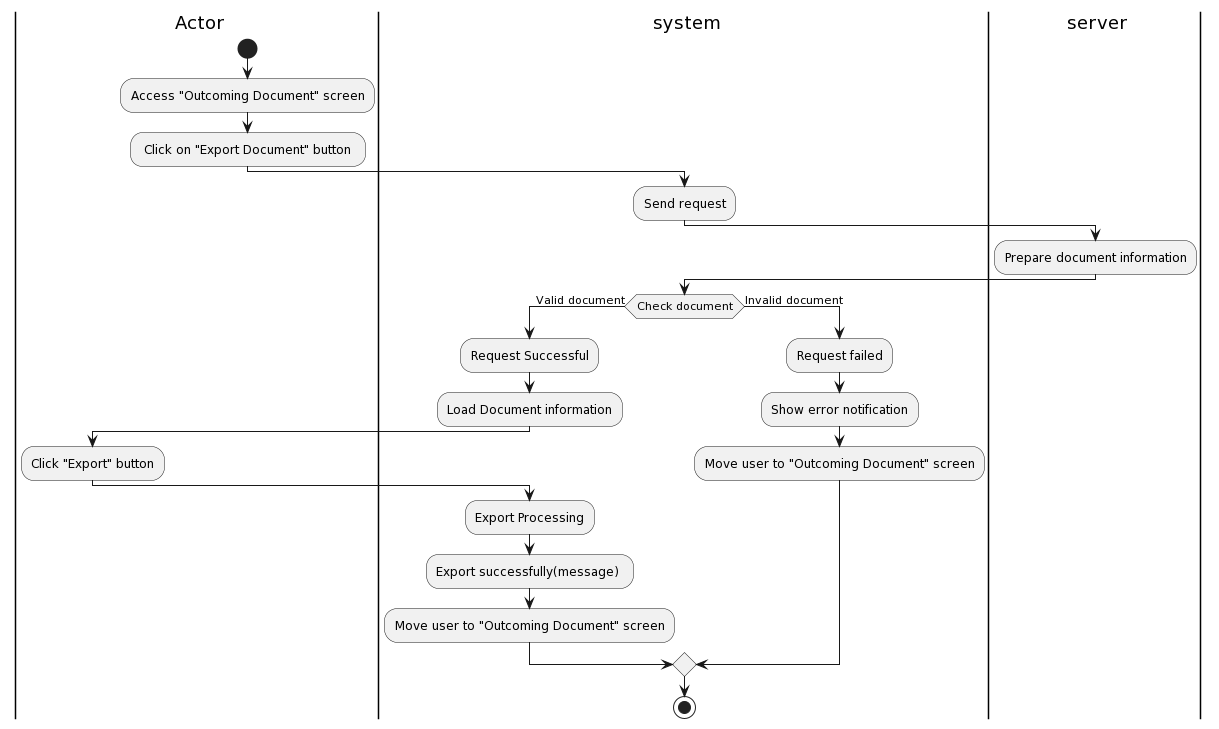 Actor
system
server
Access "Outcoming Document" screen
Click on "Export Document" button
Send request
Prepare document information
Valid document
Check document
Invalid document
Request Successful
Request failed
Load Document information
Show error notification
Click "Export" button
Move user to "Outcoming Document" screen
Export Processing
Export successfully(message)
Move user to "Outcoming Document" screen